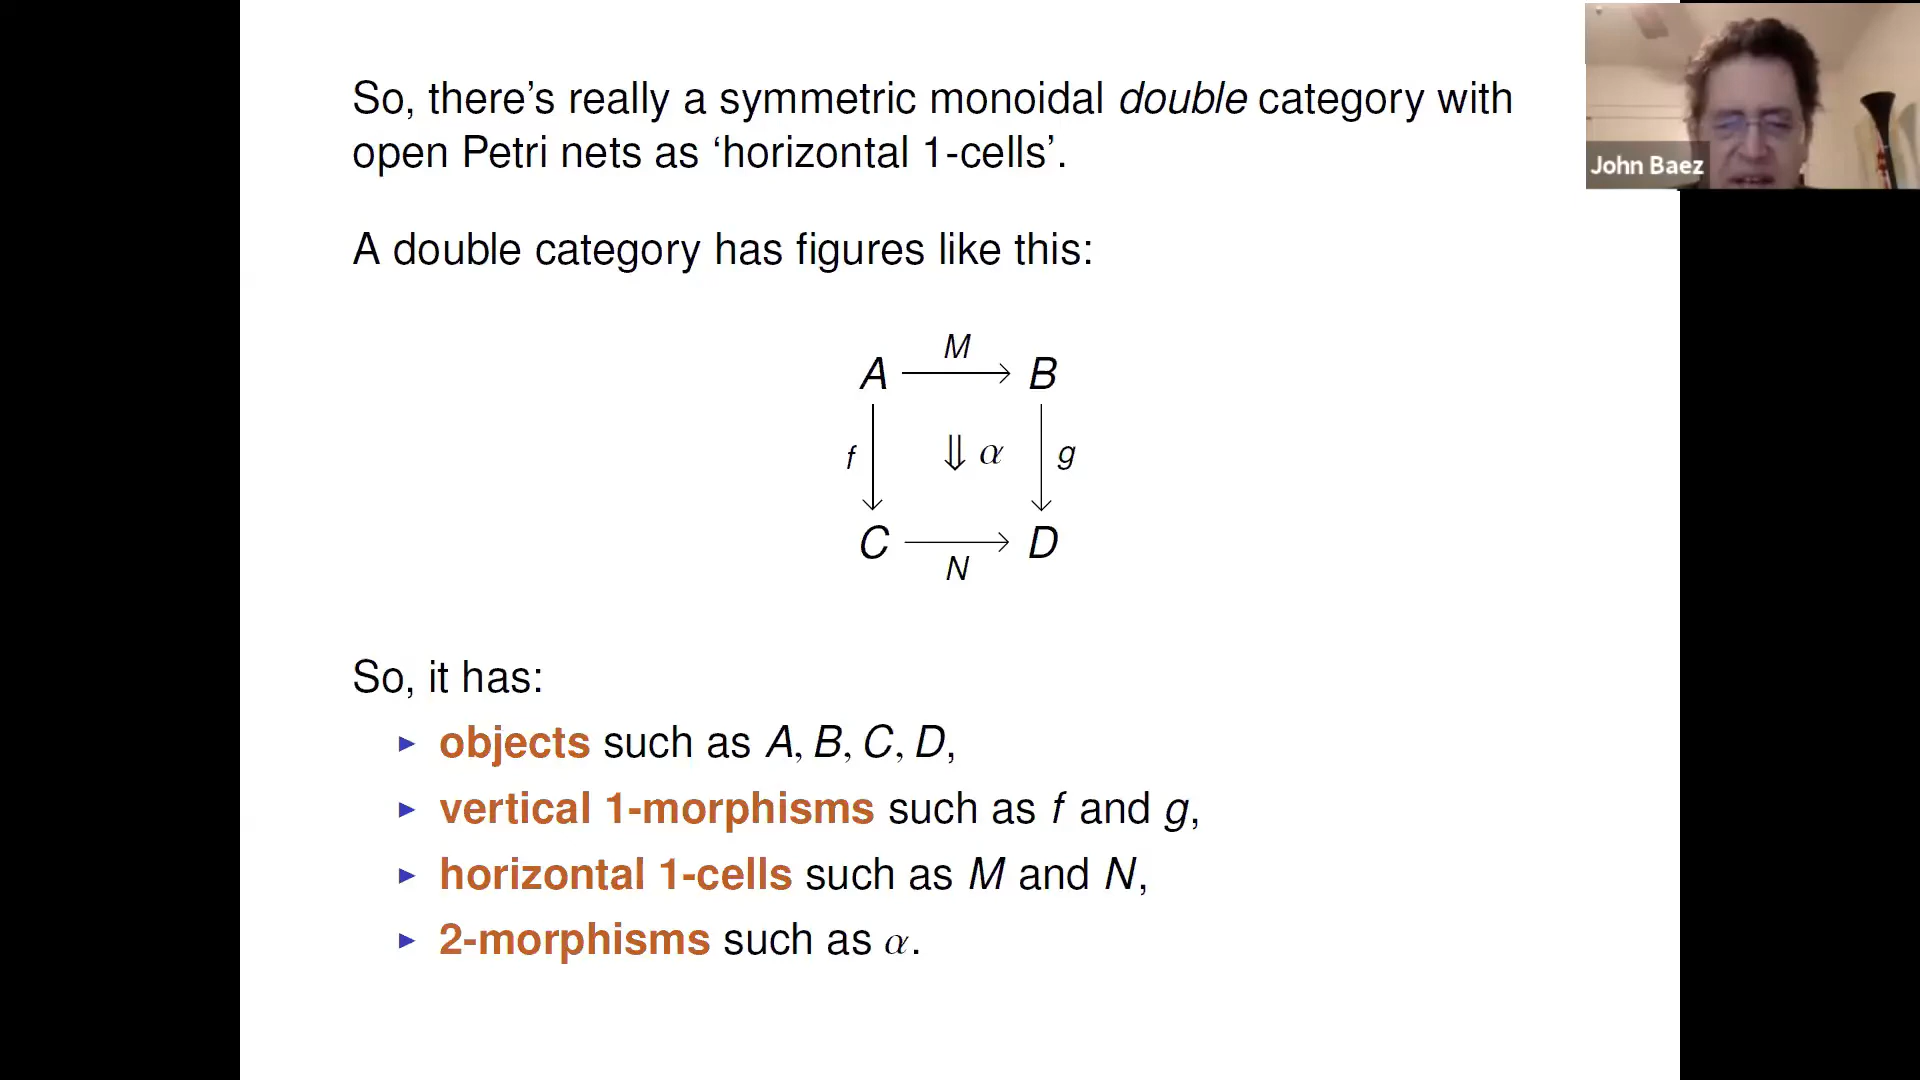 So, there's really a symmetric monoidal double category with
open Petri nets as ‘horizontal 1-cells’.
John Baez
A double category has figures like this:
M
A B
f ⇓ α g
C D
N
So, it has:
▸ objects such as A, B, C, D,
▸ vertical 1-morphisms such as f and g,
▸ horizontal 1-cells such as M and N,
▸ 2-morphisms such as α.